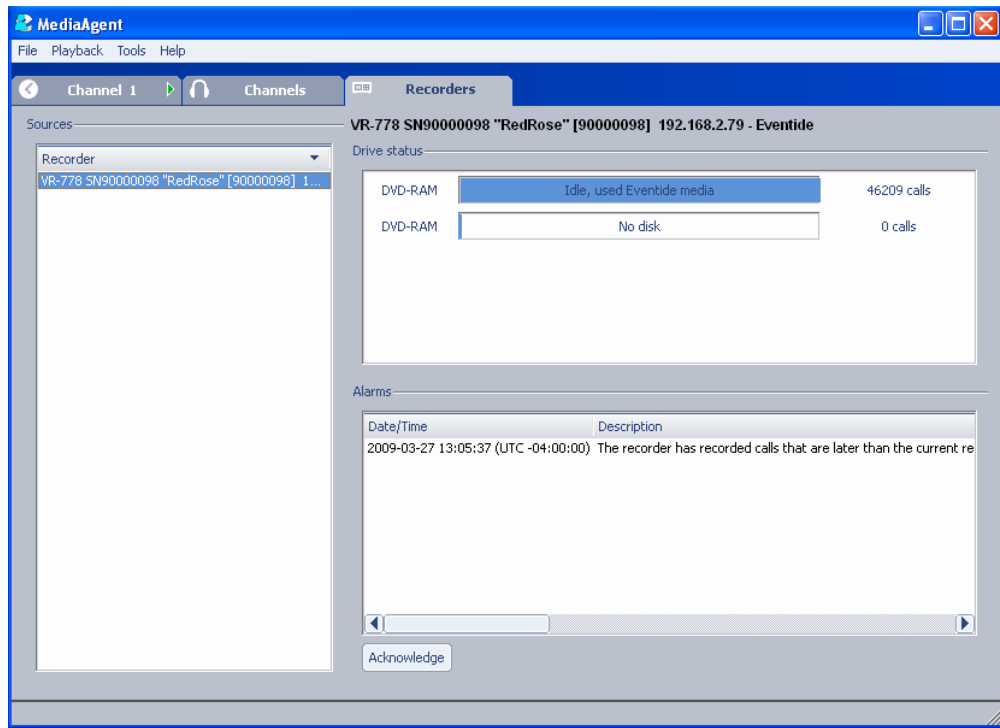 MediaAgent
File Playback Tools Help
Channel 1 Channels Recorders
Sources
VR-778 SN90000098 "RedRose" [90000098] 192.168.2.79 - Eventide
Recorder
VR-778 SN90000098 "RedRose" [90000098] 1...
Drive status
DVD-RAM Idle, used Eventide media 46209 calls
DVD-RAM No disk 0 calls
Alarms
Date/Time Description
2009-03-27 13:05:37 (UTC -04:00:00) The recorder has recorded calls that are later than the current re
Acknowledge